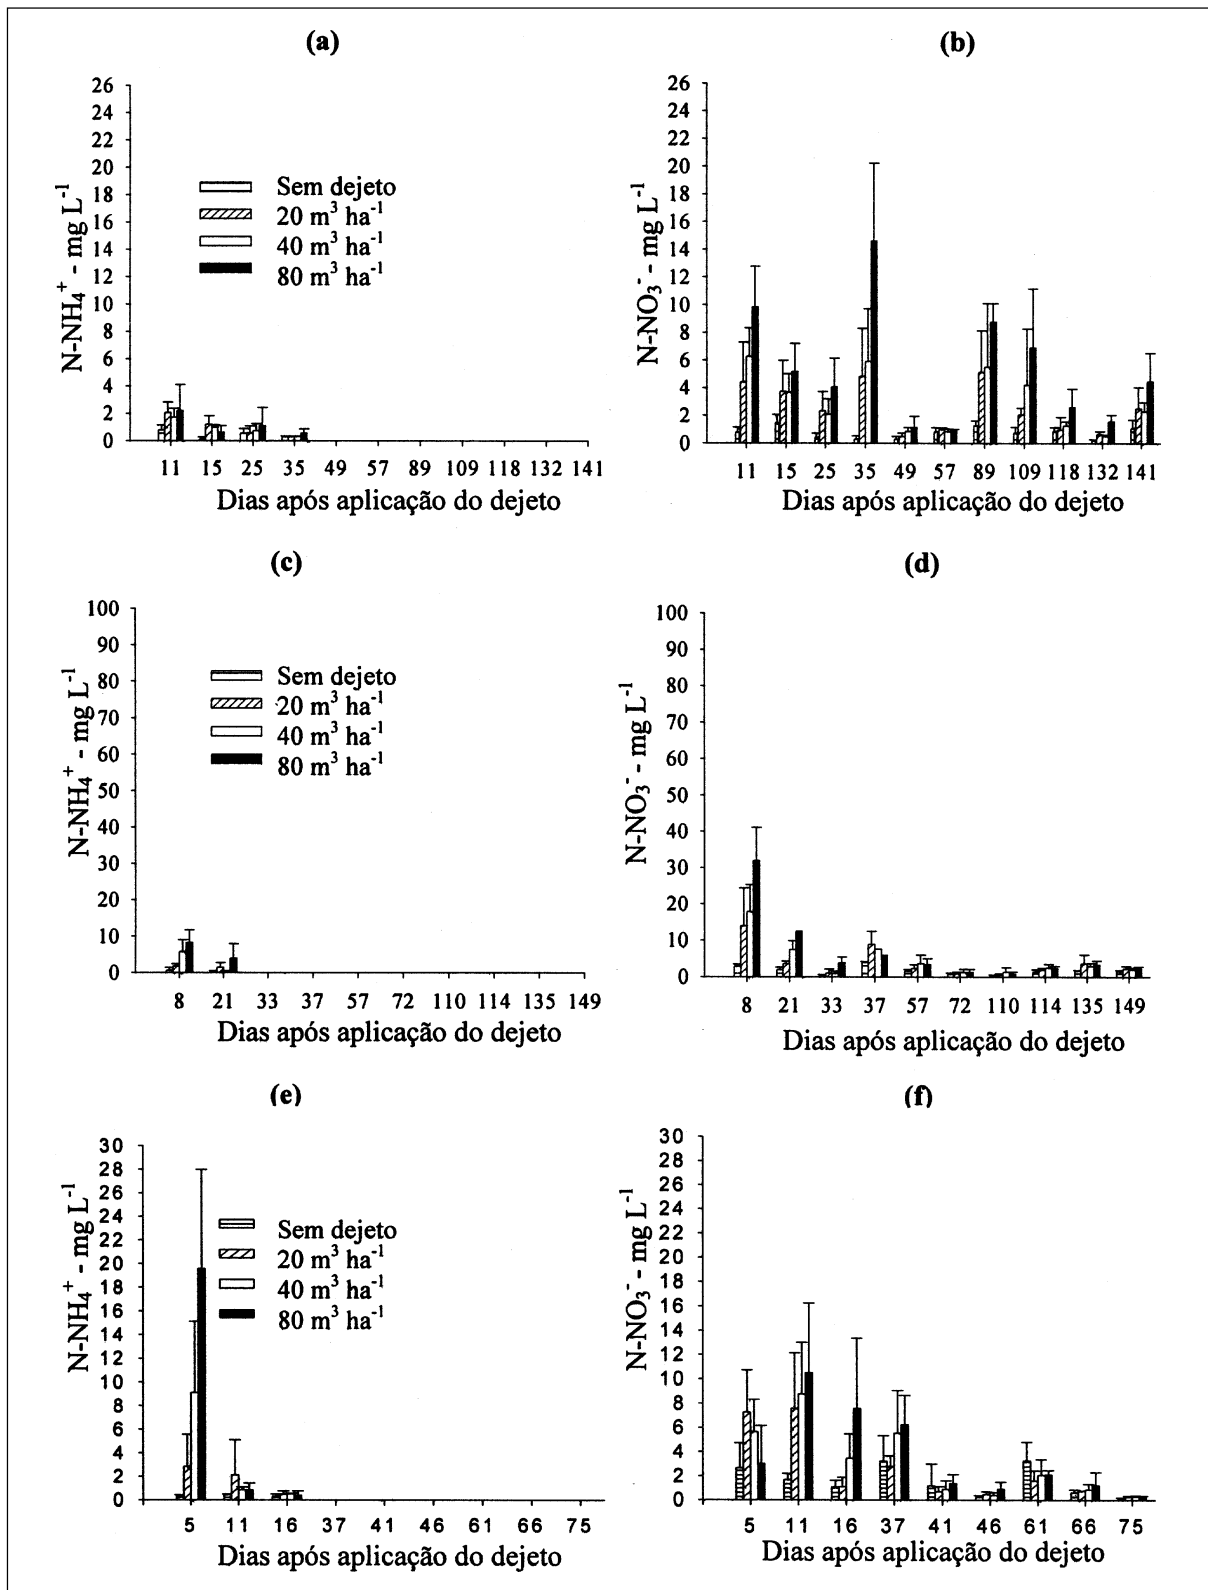 (a)
N-NH₄⁺ - mg L⁻¹
26
24
22
20
18
16
14
12
10
8
6
4
2
0
Sem dejeto
20 m³ ha⁻¹
40 m³ ha⁻¹
80 m³ ha⁻¹
11 15 25 35 49 57 89 109 118 132 141
Dias após aplicação do dejeto
(b)
N-NO₃⁻ - mg L⁻¹
26
24
22
20
18
16
14
12
10
8
6
4
2
0
11 15 25 35 49 57 89 109 118 132 141
Dias após aplicação do dejeto
(c)
N-NH₄⁺ - mg L⁻¹
100
90
80
70
60
50
40
30
20
10
0
Sem dejeto
20 m³ ha⁻¹
40 m³ ha⁻¹
80 m³ ha⁻¹
8 21 33 37 57 72 110 114 135 149
Dias após aplicação do dejeto
(d)
N-NO₃⁻ - mg L⁻¹
100
90
80
70
60
50
40
30
20
10
0
8 21 33 37 57 72 110 114 135 149
Dias após aplicação do dejeto
(e)
N-NH₄⁺ - mg L⁻¹
30
28
26
24
22
20
18
16
14
12
10
8
6
4
2
0
Sem dejeto
20 m³ ha⁻¹
40 m³ ha⁻¹
80 m³ ha⁻¹
5 11 16 37 41 46 61 66 75
Dias após aplicação do dejeto
(f)
N-NO₃⁻ - mg L⁻¹
30
28
26
24
22
20
18
16
14
12
10
8
6
4
2
0
5 11 16 37 41 46 61 66 75
Dias após aplicação do dejeto